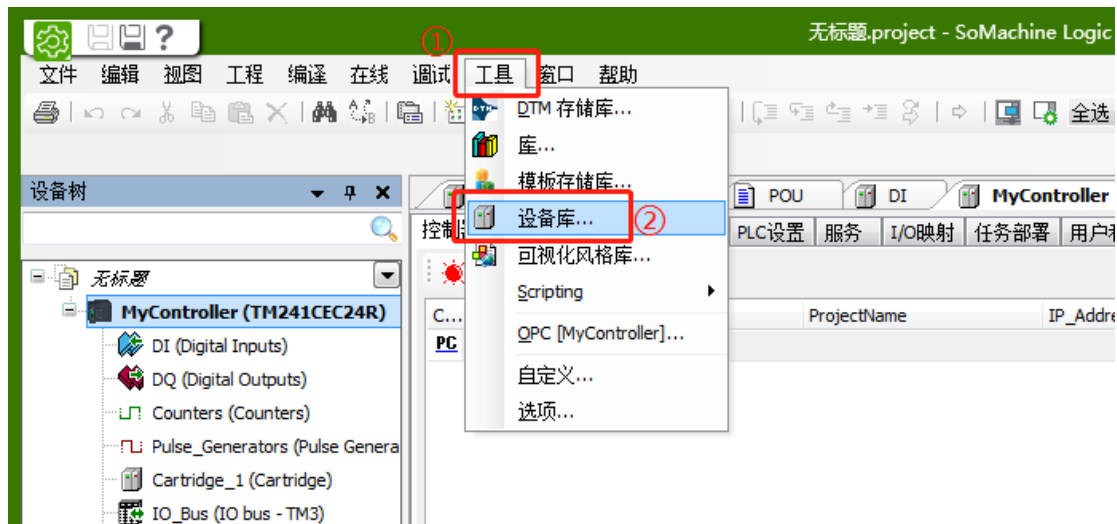 无标题.project - SoMachine Logic
①
文件 编辑 视图 工程 编译 在线 调试 工具 窗口 帮助
DTM 存储库...
全选
库...
设备树
模板存储库...
POU DI MyController
设备库... ②
控制 PLC设置 服务 I/O映射 任务部署 用户和
可视化风格库...
无标题
Scripting
MyController (TM241CEC24R)
C... ProjectName IP_Addre
OPC [MyController]...
DI (Digital Inputs)
PC
DQ (Digital Outputs)
自定义...
Counters (Counters)
选项...
Pulse_Generators (Pulse Genera
Cartridge_1 (Cartridge)
IO_Bus (IO bus - TM3)